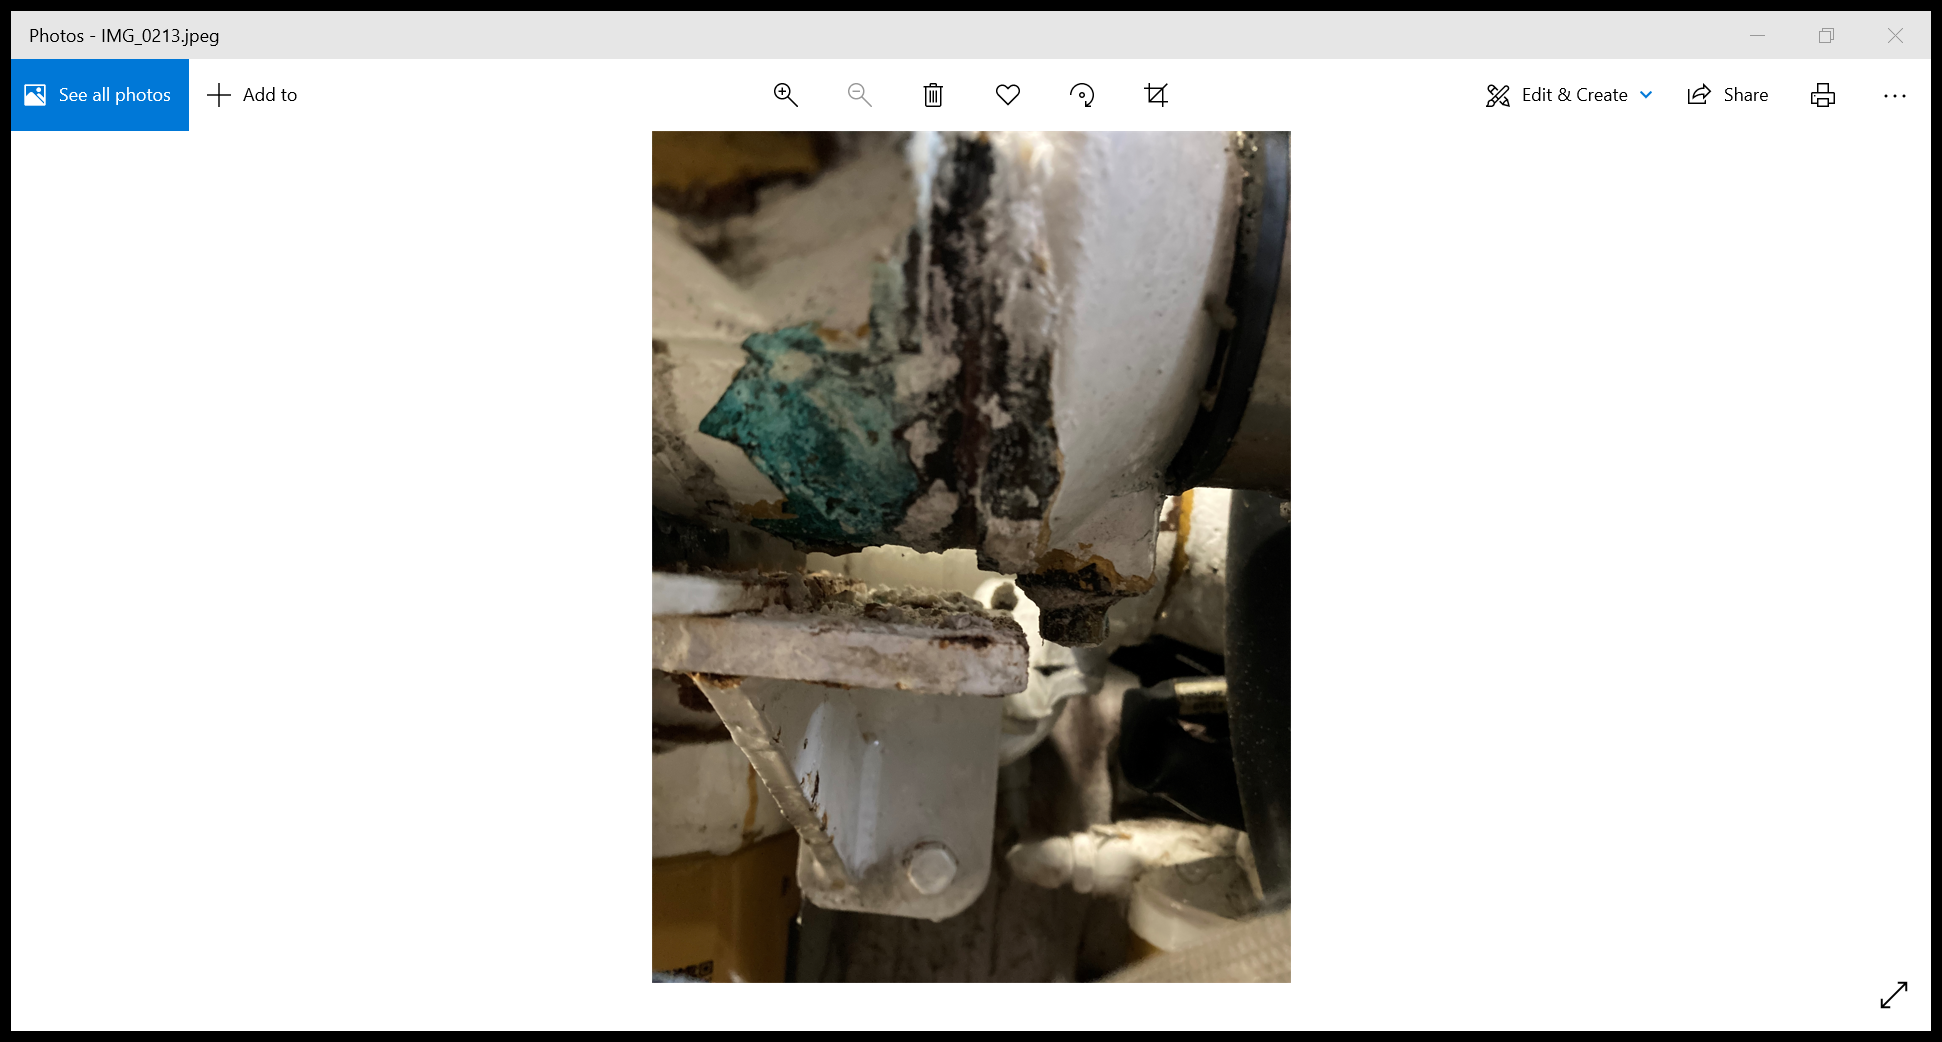 Photos - IMG_0213.jpeg
See all photos
Add to
Edit & Create
Share